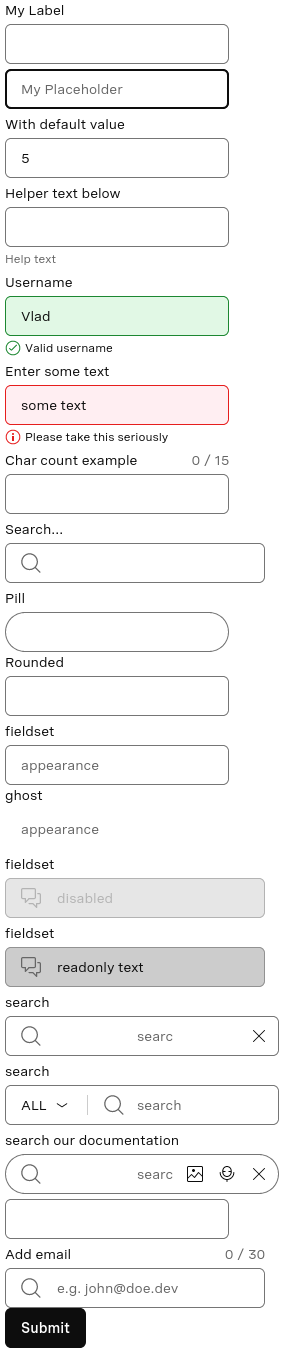 My Label
My Placeholder
With default value
5
Helper text below
Help text
Username
Vlad
Valid username
Enter some text
some text
Please take this seriously
Char count example 0 / 15
Search...
Pill
Rounded
fieldset
appearance
ghost
appearance
fieldset
disabled
fieldset
readonly text
search
searc
search
ALL search
search our documentation
searc
Add email 0 / 30
e.g. john@doe.dev
Submit